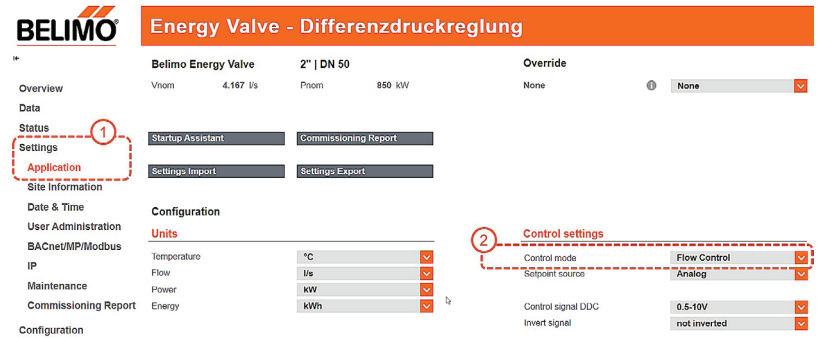 BELIMO
Energy Valve - Differenzdruckreglung
Belimo Energy Valve
2" | DN 50
Override
Vnom 4.167 l/s
Pnom 850 kW
None
None
Overview
Data
Status
1
Settings
Application
Site Information
Date & Time
User Administration
BACnet/MP/Modbus
IP
Maintenance
Commissioning Report
Configuration
Startup Assistant
Commissioning Report
Settings Import
Settings Export
Configuration
Units
Temperature °C
Flow l/s
Power kW
Energy kWh
2
Control settings
Control mode Flow Control
Setpoint source Analog
Control signal DDC 0.5-10V
Invert signal not inverted